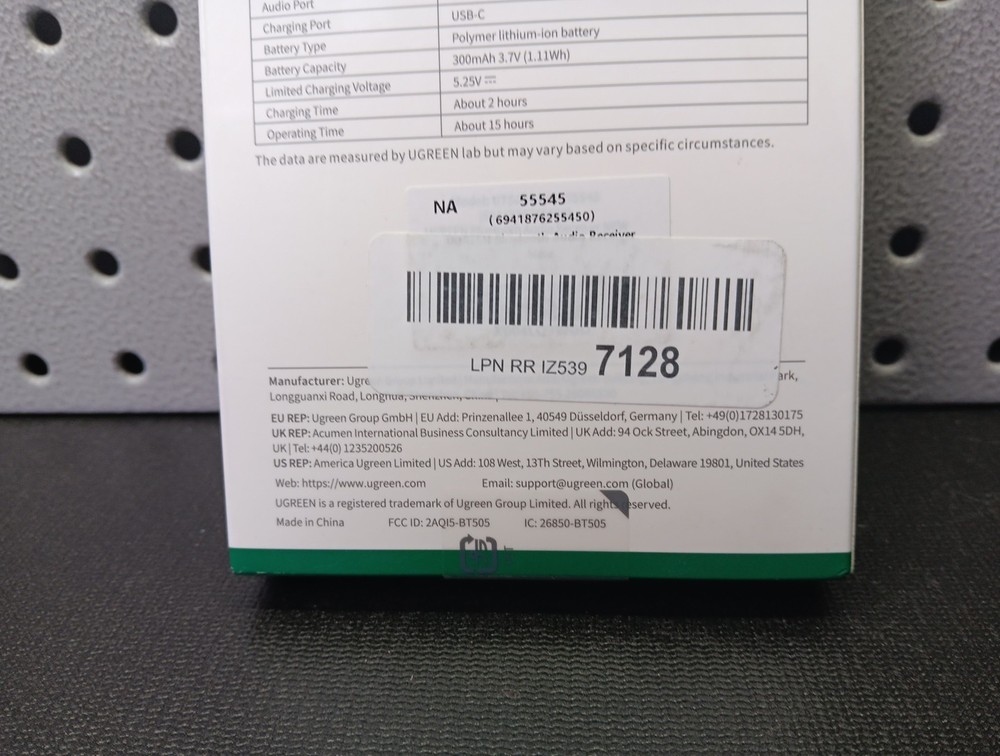 Audio Port
Charging Port USB-C
Battery Type Polymer lithium-ion battery
Battery Capacity 300mAh 3.7V (1.11Wh)
Limited Charging Voltage 5.25V
Charging Time About 2 hours
Operating Time About 15 hours
The data are measured by UGREEN lab but may vary based on specific circumstances.
NA 55545
(6941876255450)
Audio Receiver
LPN RR IZ539 7128
Manufacturer: Ugre ark,
Longguanxi Road, Longhua, Shenzhen,
EU REP: Ugreen Group GmbH | EU Add: Prinzenallee 1, 40549 Düsseldorf, Germany | Tel: +49(0)1728130175
UK REP: Acumen International Business Consultancy Limited | UK Add: 94 Ock Street, Abingdon, OX14 5DH,
UK | Tel: +44(0) 1235200526
US REP: America Ugreen Limited | US Add: 108 West, 13Th Street, Wilmington, Delaware 19801, United States
Web: https://www.ugreen.com Email: support@ugreen.com (Global)
UGREEN is a registered trademark of Ugreen Group Limited. All rights reserved.
Made in China FCC ID: 2AQI5-BT505 IC: 26850-BT505